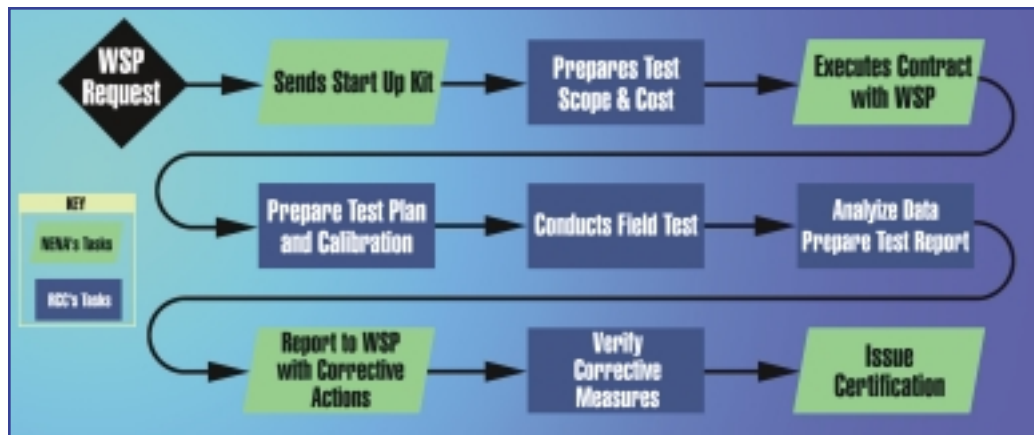 WSP
Request
Sends Start Up Kit
Prepares Test
Scope & Cost
Executes Contract
with WSP
Prepare Test Plan
and Calibration
Conducts Field Test
Analyize Data
Prepare Test Report
KEY
NENA's Tasks
RCC's Tasks
Report to WSP
with Corrective
Actions
Verify
Corrective
Measures
Issue
Certification